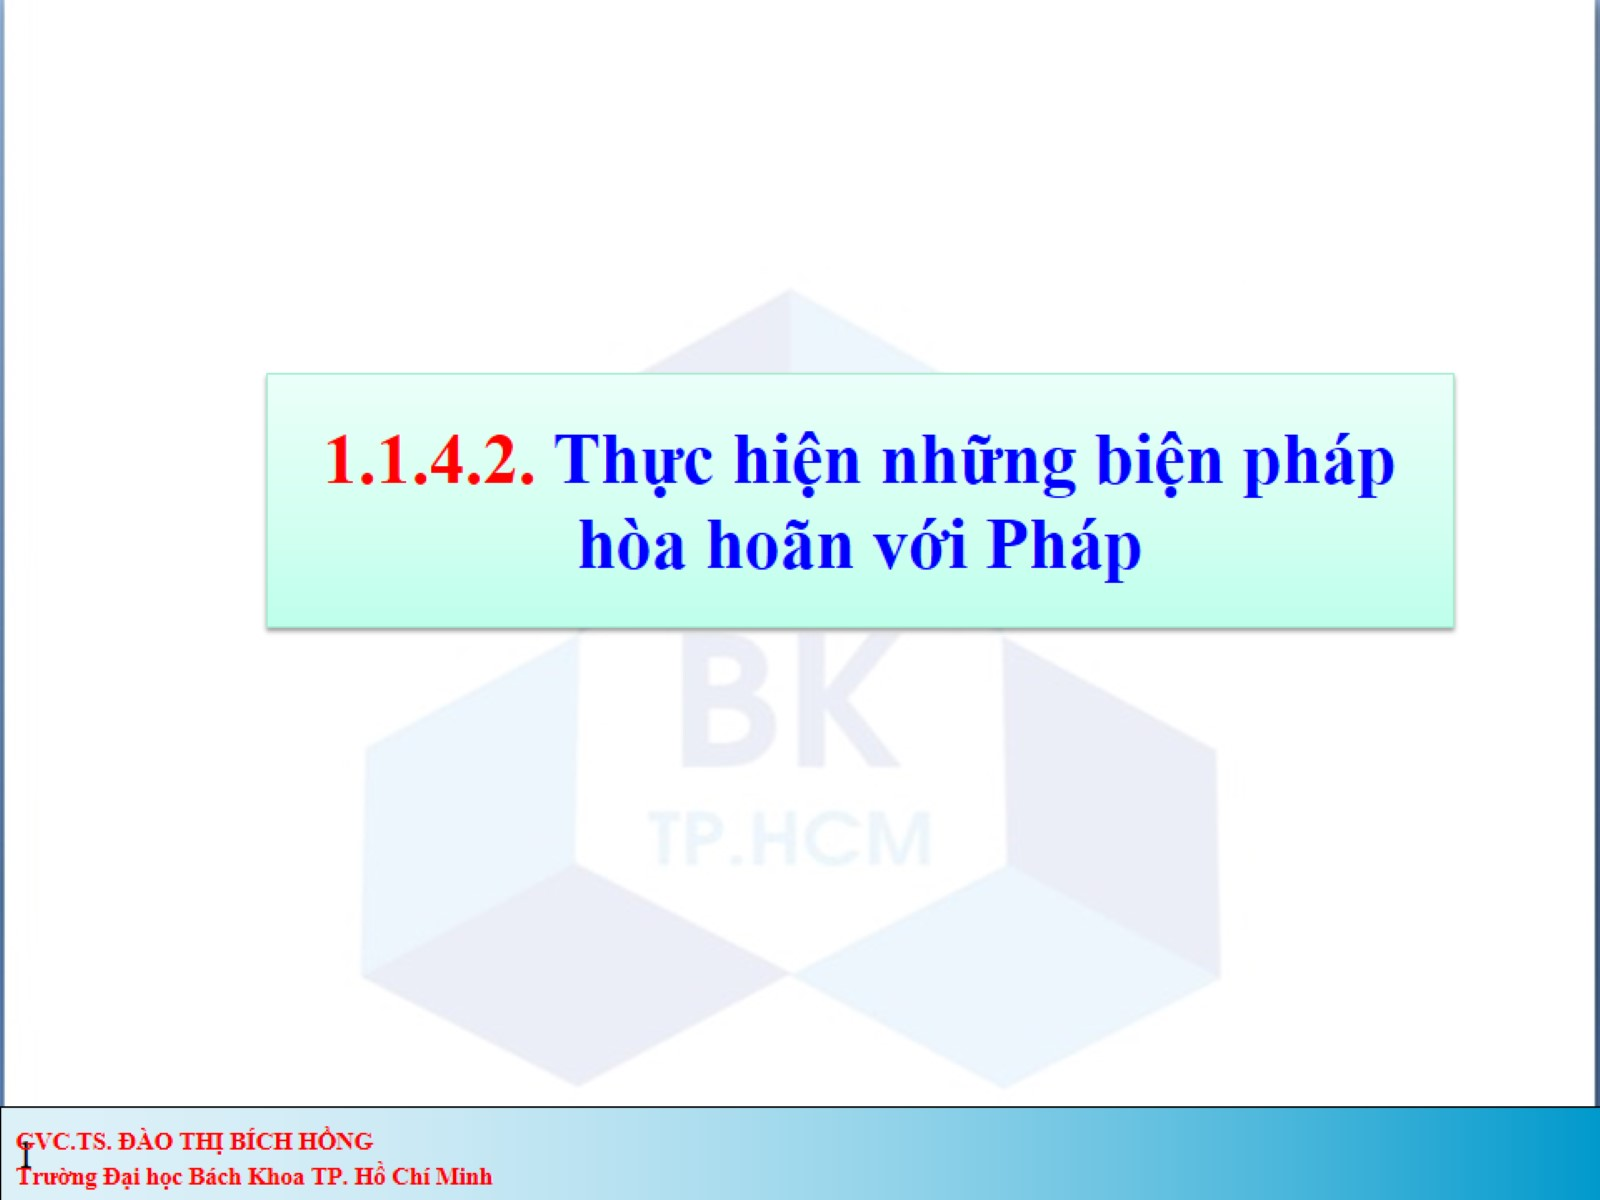 1.1.4.2. Thực hiện những biện pháp
hòa hoãn với Pháp
BK
TP.HCM
GVC.TS. ĐÀO THỊ BÍCH HỒNG
1
Trường Đại học Bách Khoa TP. Hồ Chí Minh